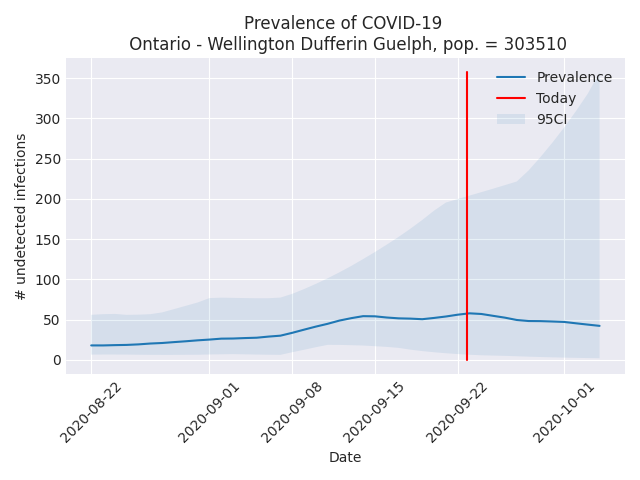 Prevalence of COVID-19
Ontario - Wellington Dufferin Guelph, pop. = 303510
Prevalence
Today
95CI
# undetected infections
350
300
250
200
150
100
50
0
2020-08-22
2020-09-01
2020-09-08
2020-09-15
2020-09-22
2020-10-01
Date